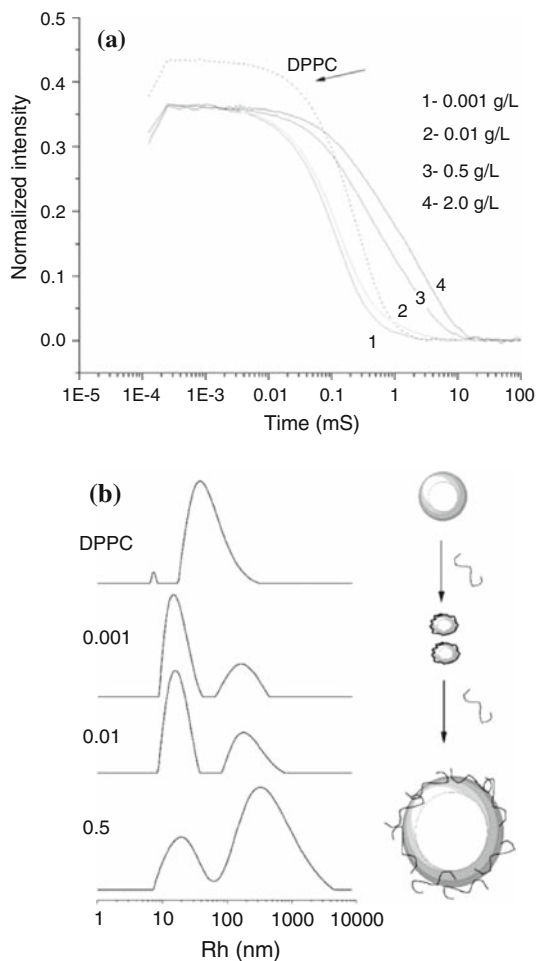 (a)
Normalized intensity
0.5
0.4
0.3
0.2
0.1
0.0
DPPC
1- 0.001 g/L
2- 0.01 g/L
3- 0.5 g/L
4- 2.0 g/L
1
2
3
4
1E-5 1E-4 1E-3 0.01 0.1 1 10 100
Time (mS)
(b)
DPPC
0.001
0.01
0.5
1 10 100 1000 10000
Rh (nm)